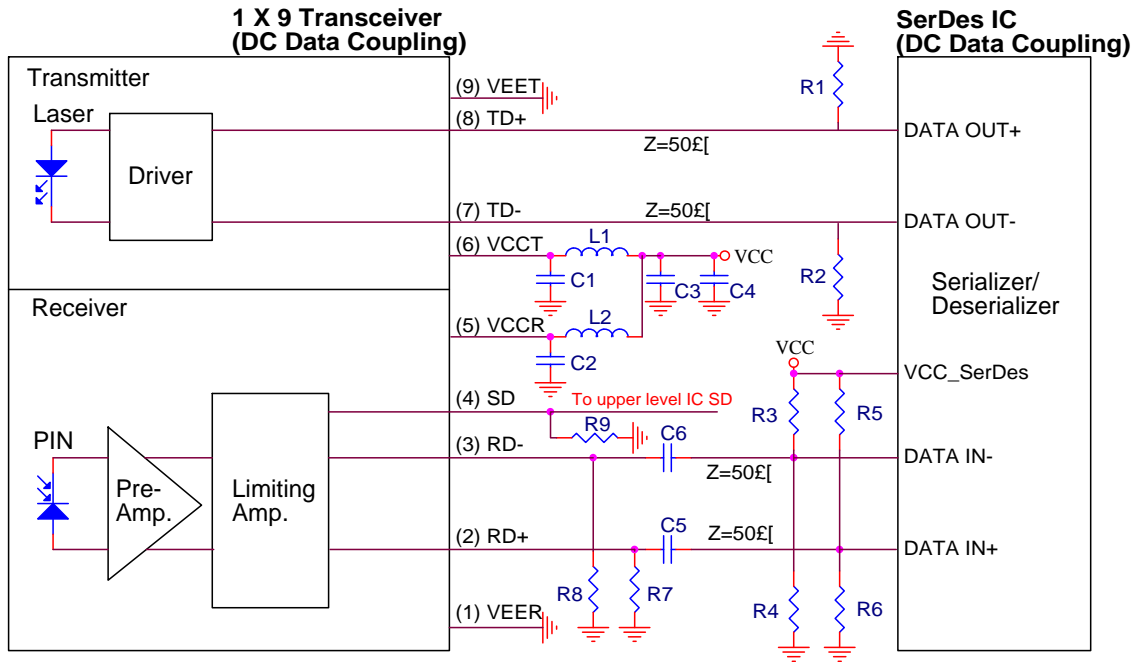 1 X 9 Transceiver
(DC Data Coupling)
SerDes IC
(DC Data Coupling)
Transmitter
Laser
Driver
(9) VEET
(8) TD+
Z=50£[
R1
DATA OUT+
(7) TD-
Z=50£[
DATA OUT-
(6) VCCT
L1
VCC
C1
C3
C4
R2
Serializer/
Deserializer
Receiver
(5) VCCR
L2
C2
VCC
VCC_SerDes
(4) SD
To upper level IC SD
R3
R5
R9
PIN
(3) RD-
C6
Z=50£[
DATA IN-
Pre-
Amp.
Limiting
Amp.
(2) RD+
C5
Z=50£[
DATA IN+
R8
R7
R4
R6
(1) VEER